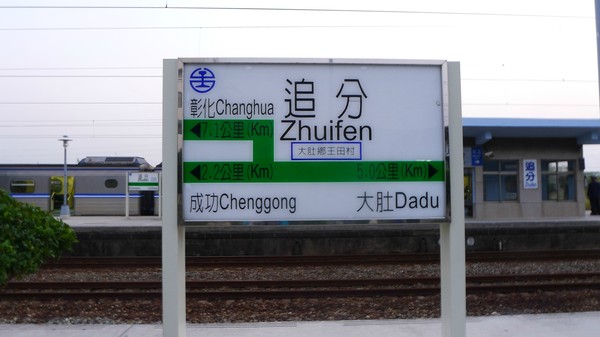 彰化Changhua
追分
7.1公里(Km)
Zhuifen
大肚鄉王田村
2.2公里(Km)
5.0公里(Km)
成功Chenggong
大肚Dadu
追分